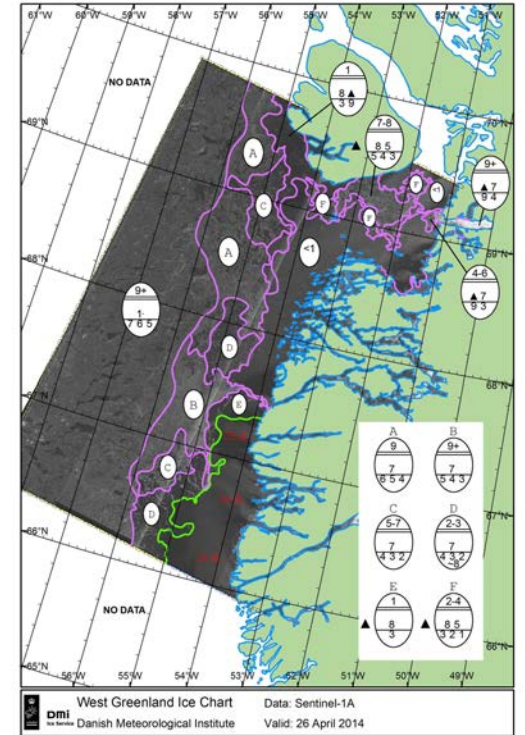 61°W 60°W 59°W 58°W 57°W 56°W 55°W 54°W 53°W 52°W 51°W
NO DATA
1
8▲
3 9
70°N
7-8
▲ 8 5
5 4 3
69°N
A
9+
▲ 7
9 4
F
<1
C
F
F
A
<1
69°N
68°N
4-6
▲ 7
9 3
9+
1·
7 6 5
D
68°N
67°N
B
E
A
9
7
6 5 4
B
9+
7
5 4 3
C
D
67°N
C
5-7
7
4 3 2
D
2-3
7
4 3 2
~8
66°N
E
1
▲ 8
3
F
2-4
▲ 8 5
3 2 1
NO DATA
66°N
65°N
56°W 55°W 54°W 53°W 52°W 51°W 50°W 49°W
DMI
Ice Service
West Greenland Ice Chart
Danish Meteorological Institute
Data: Sentinel-1A
Valid: 26 April 2014